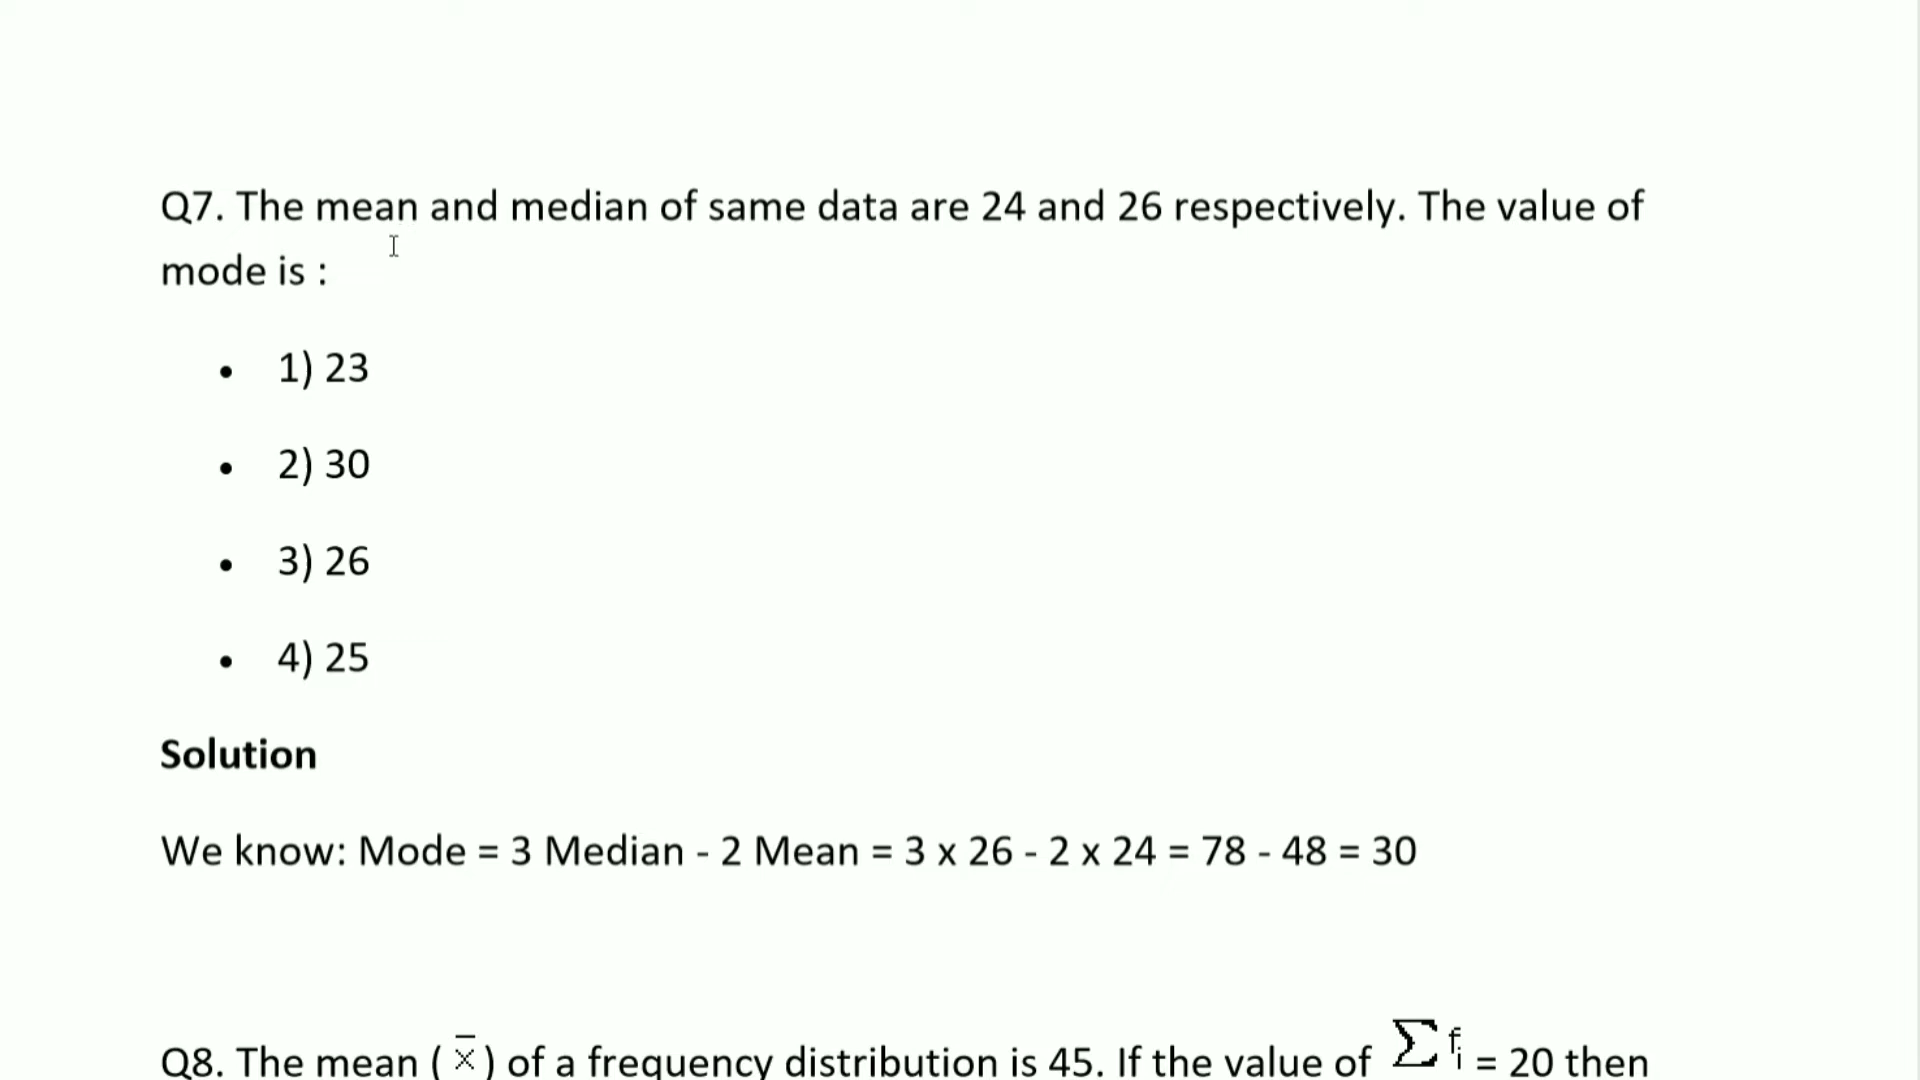 Q7. The mean and median of same data are 24 and 26 respectively. The value of
mode is :
• 1) 23
• 2) 30
• 3) 26
• 4) 25
Solution
We know: Mode = 3 Median - 2 Mean = 3 x 26 - 2 x 24 = 78 - 48 = 30
Q8. The mean ( x̄ ) of a frequency distribution is 45. If the value of ∑ fᵢ = 20 then